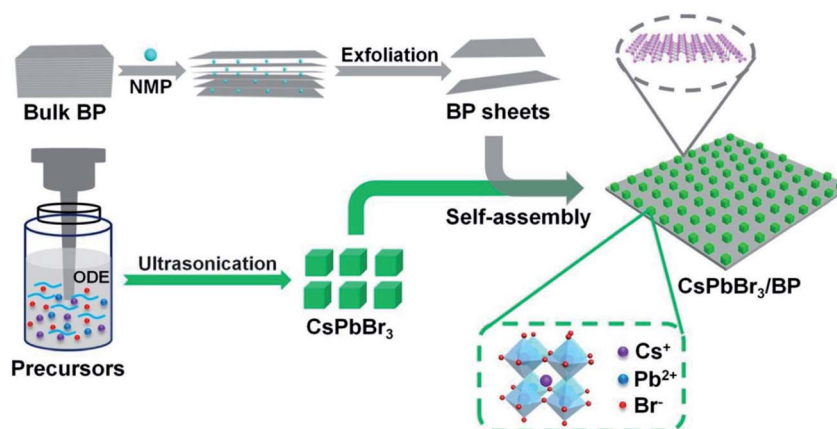 Bulk BP
NMP
Exfoliation
BP sheets
Self-assembly
ODE
Precursors
Ultrasonication
CsPbBr₃
CsPbBr₃/BP
Cs⁺
Pb²⁺
Br⁻